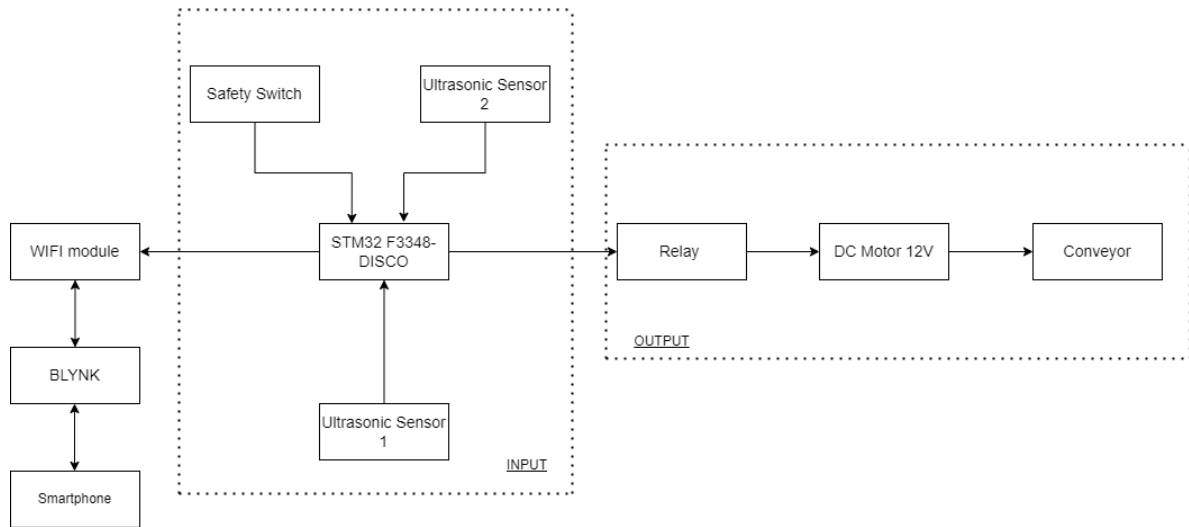 Safety Switch
Ultrasonic Sensor
2
WIFI module
STM32 F3348-
DISCO
Relay
DC Motor 12V
Conveyor
OUTPUT
BLYNK
Ultrasonic Sensor
1
INPUT
Smartphone